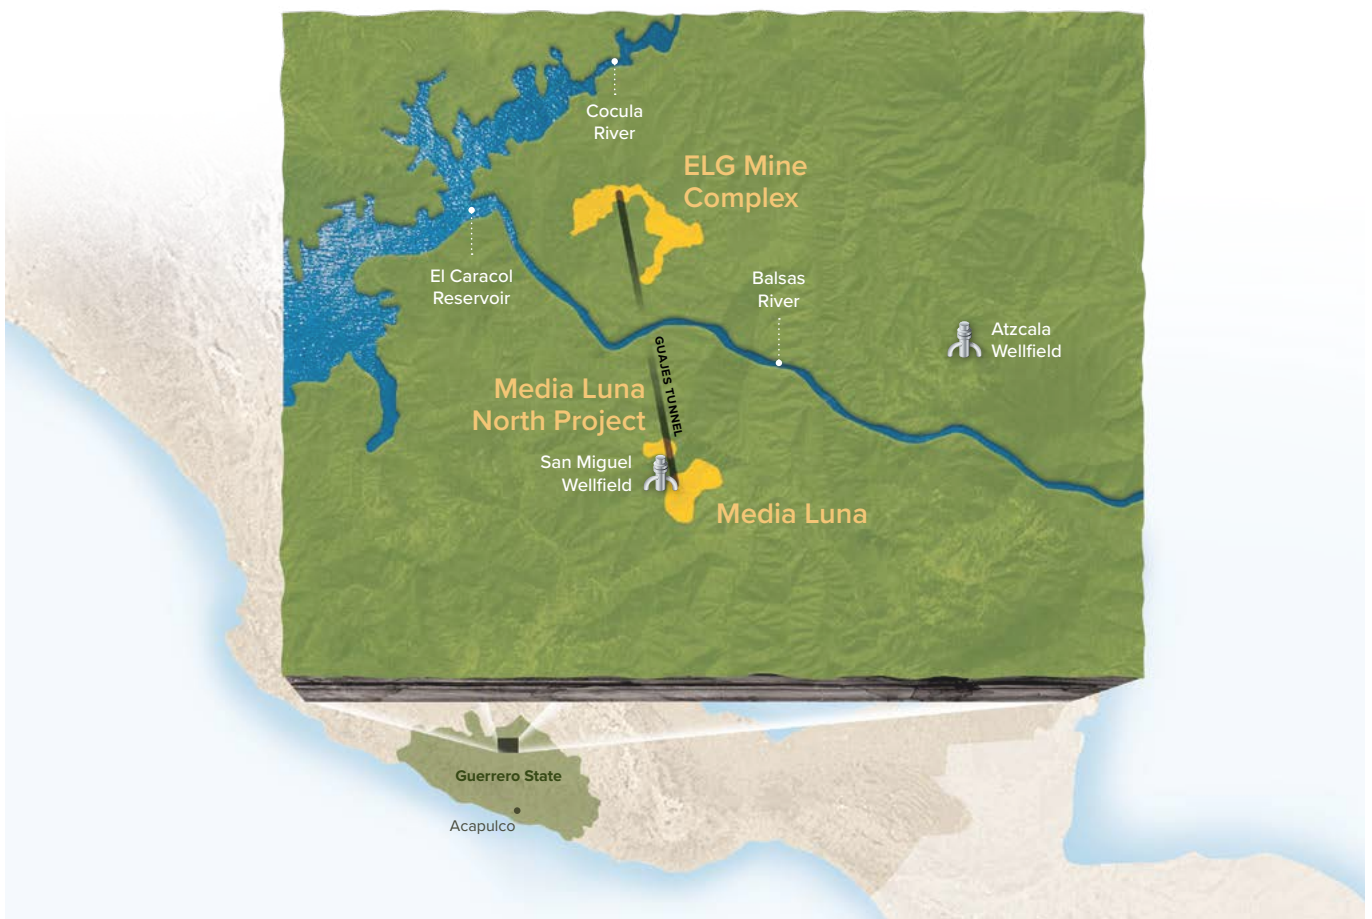 Cocula
River
ELG Mine
Complex
El Caracol
Reservoir
Balsas
River
Atzcala
Wellfield
GUAJES TUNNEL
Media Luna
North Project
San Miguel
Wellfield
Media Luna
Guerrero State
Acapulco